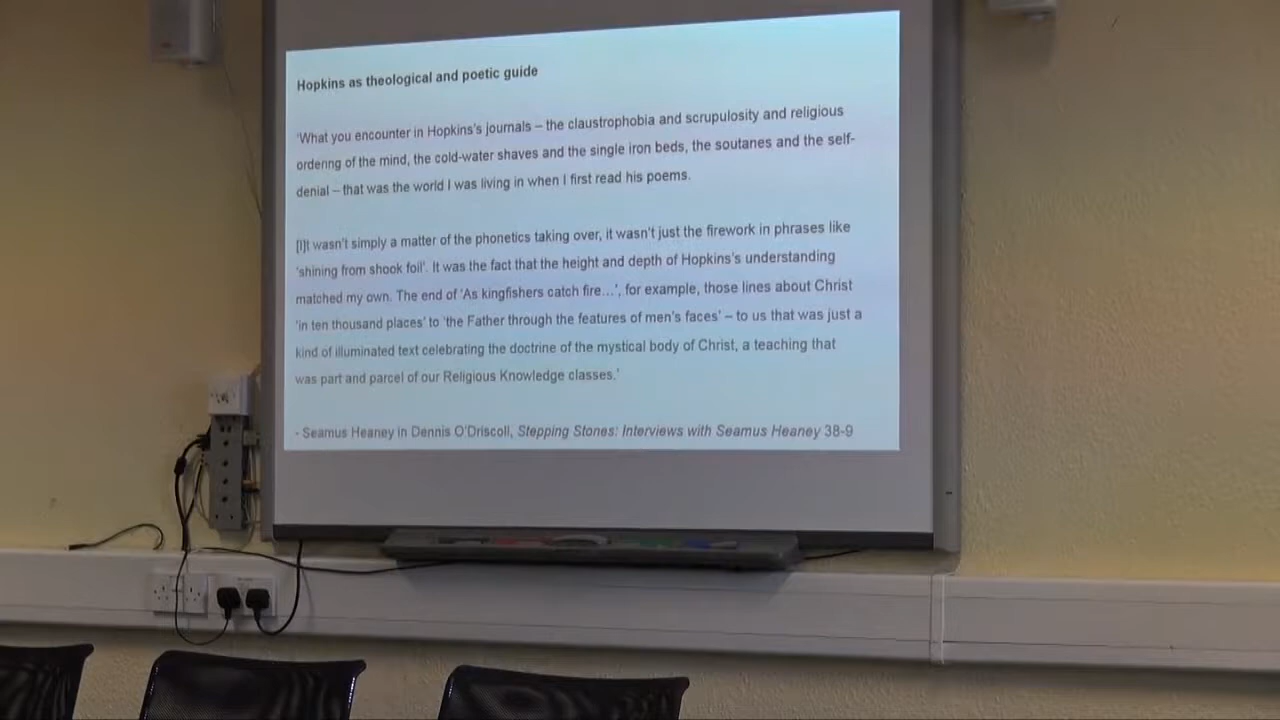 Hopkins as theological and poetic guide
'What you encounter in Hopkins's journals – the claustrophobia and scrupulosity and religious
ordering of the mind, the cold-water shaves and the single iron beds, the soutanes and the self-
denial – that was the world I was living in when I first read his poems.
[I]t wasn't simply a matter of the phonetics taking over, it wasn't just the firework in phrases like
'shining from shook foil'. It was the fact that the height and depth of Hopkins's understanding
matched my own. The end of 'As kingfishers catch fire…', for example, those lines about Christ
'in ten thousand places' to 'the Father through the features of men's faces' – to us that was just a
kind of illuminated text celebrating the doctrine of the mystical body of Christ, a teaching that
was part and parcel of our Religious Knowledge classes.'
- Seamus Heaney in Dennis O'Driscoll, Stepping Stones: Interviews with Seamus Heaney 38-9